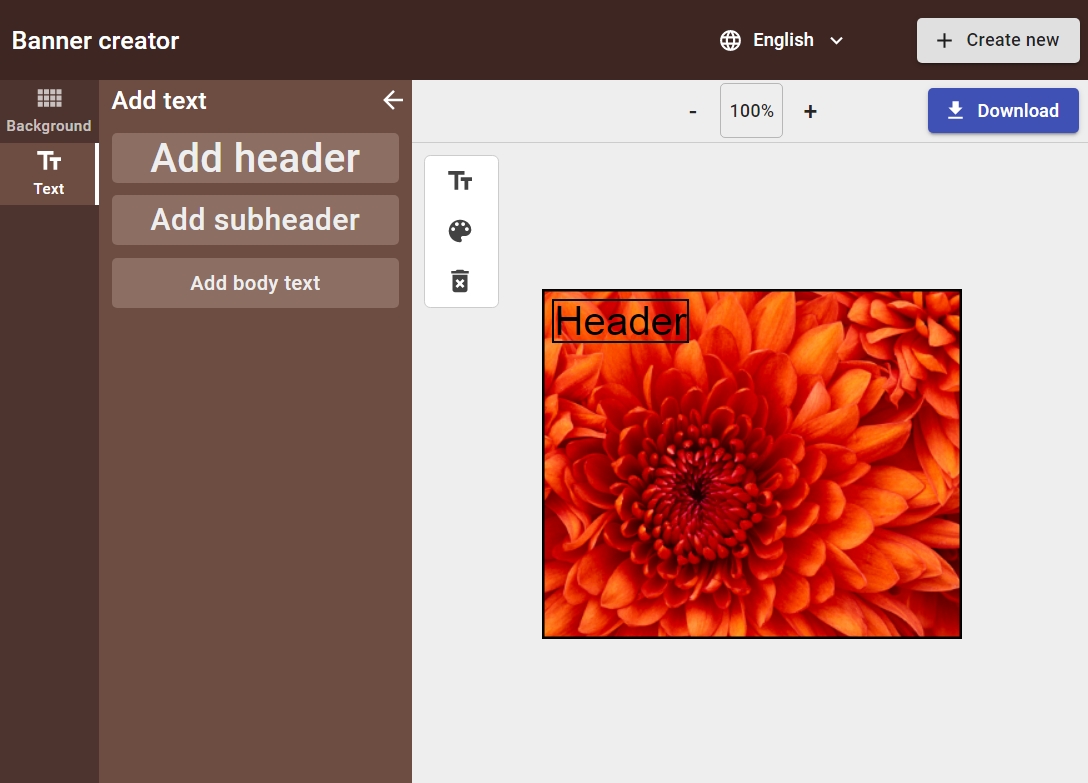 Banner creator
English
Create new
Background
Text
Add text
Add header
Add subheader
Add body text
- 100% +
Download
Header